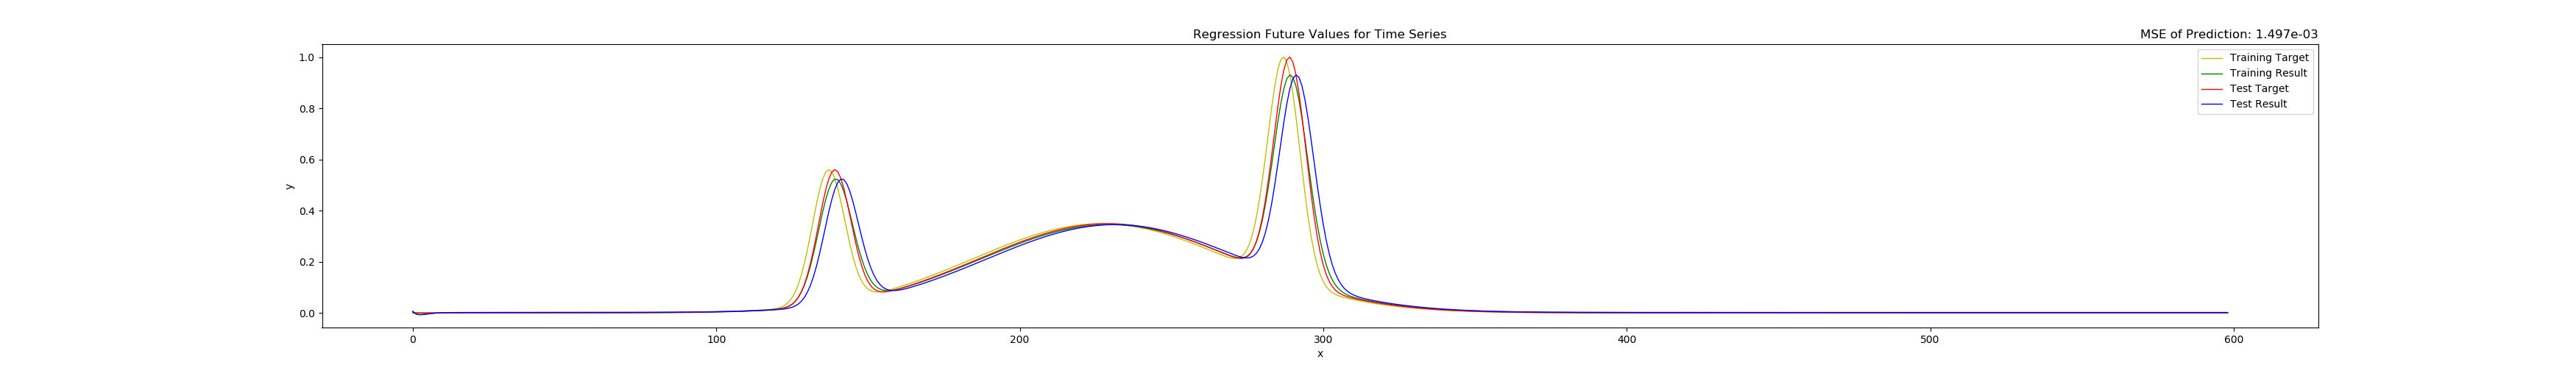 Regression Future Values for Time Series
MSE of Prediction: 1.497e-03
Training Target
Training Result
Test Target
Test Result
1.0
0.8
0.6
0.4
0.2
0.0
y
0 100 200 300 400 500 600
x